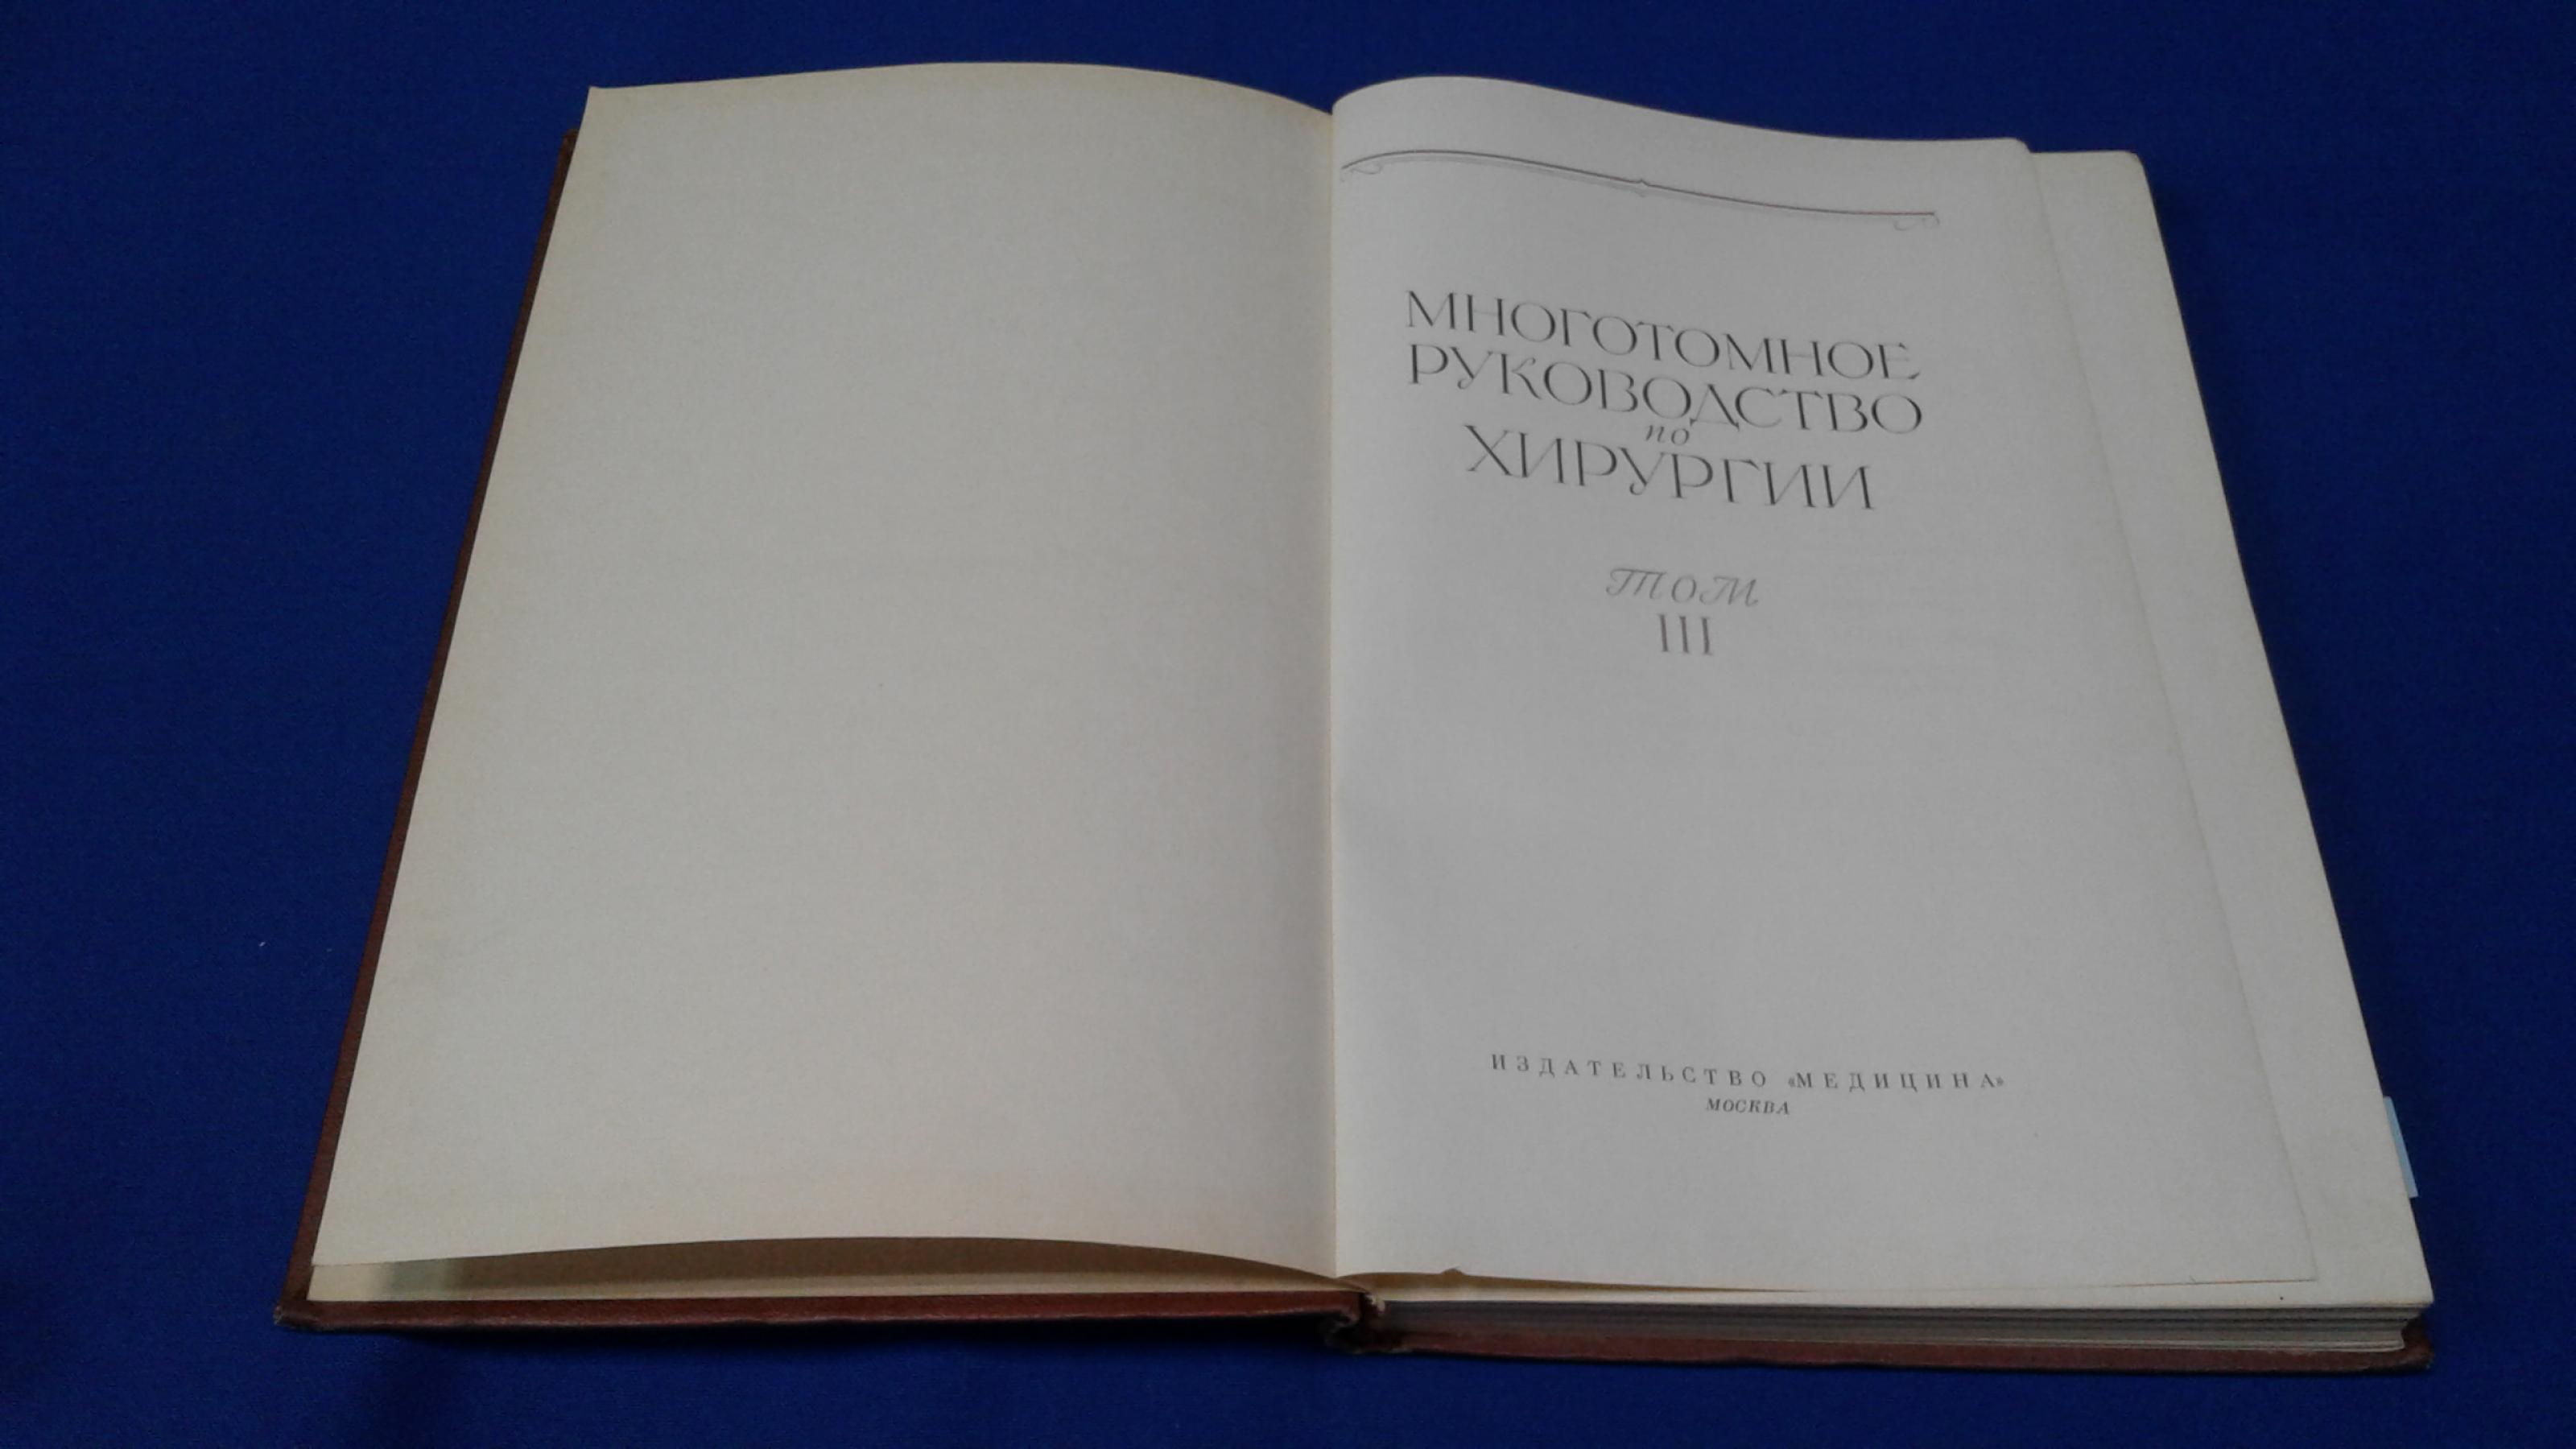 МНОГОТОМНОЕ
РУКОВОДСТВО
по
ХИРУРГИИ
ТОМ
III
ИЗДАТЕЛЬСТВО «МЕДИЦИНА»
МОСКВА